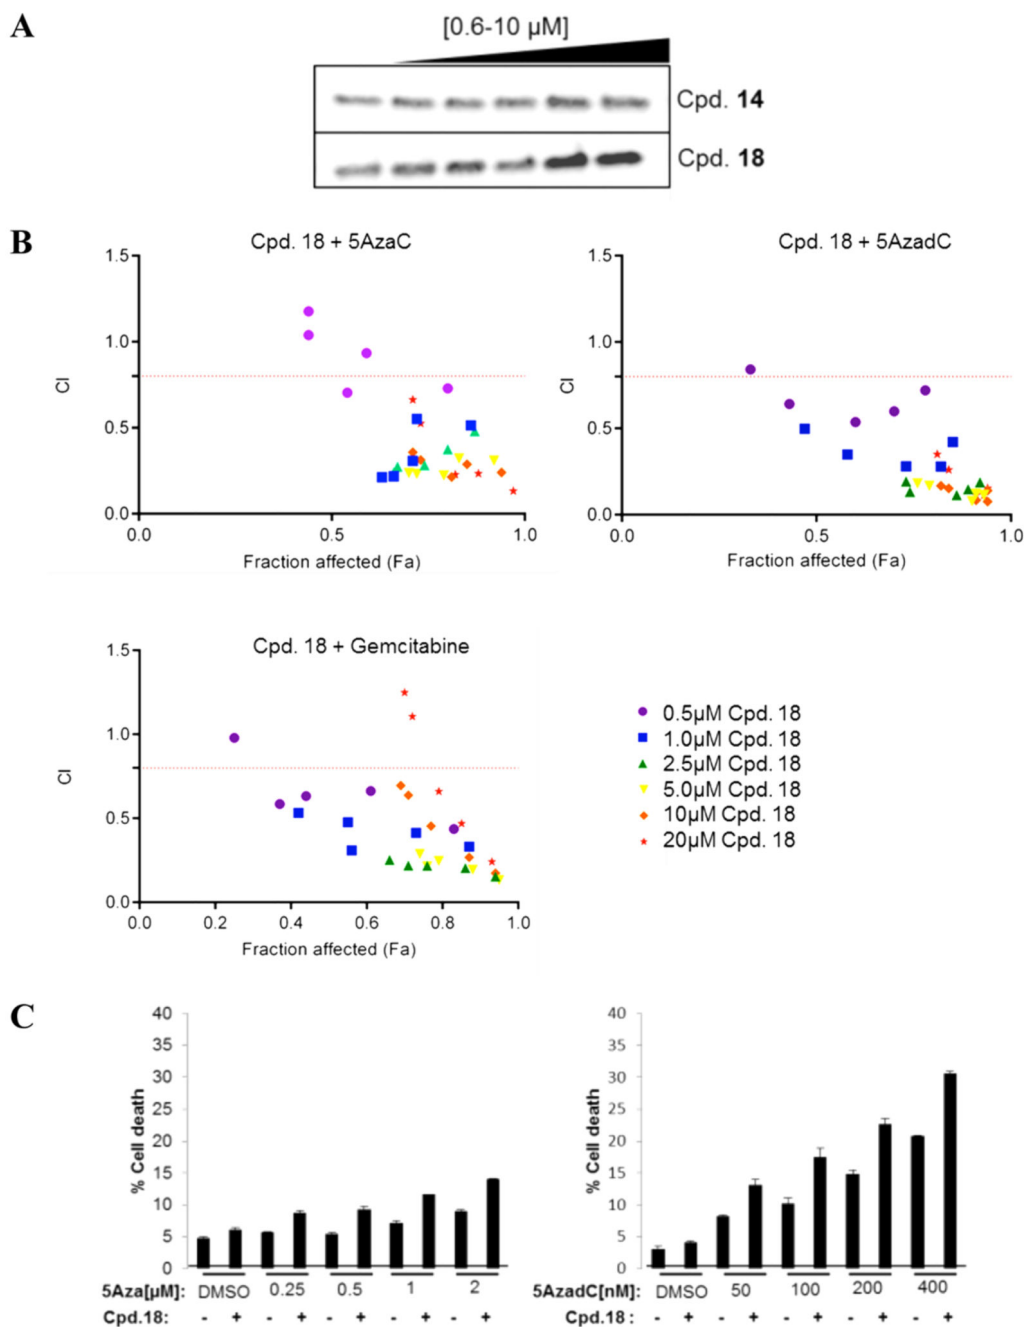 A
[0.6-10 µM]
Cpd. 14
Cpd. 18
B
Cpd. 18 + 5AzaC
1.5
1.0
0.5
0.0
CI
0.0 0.5 1.0
Fraction affected (Fa)
Cpd. 18 + 5AzadC
1.5
1.0
0.5
0.0
CI
0.0 0.5 1.0
Fraction affected (Fa)
Cpd. 18 + Gemcitabine
1.5
1.0
0.5
0.0
CI
0.0 0.2 0.4 0.6 0.8 1.0
Fraction affected (Fa)
0.5µM Cpd. 18
1.0µM Cpd. 18
2.5µM Cpd. 18
5.0µM Cpd. 18
10µM Cpd. 18
20µM Cpd. 18
C
40
35
30
25
20
15
10
5
0
% Cell death
5Aza[µM]: DMSO 0.25 0.5 1 2
Cpd.18: - + - + - + - + - +
40
35
30
25
20
15
10
5
0
% Cell death
5AzadC[nM]: DMSO 50 100 200 400
Cpd.18 : - + - + - + - + - +